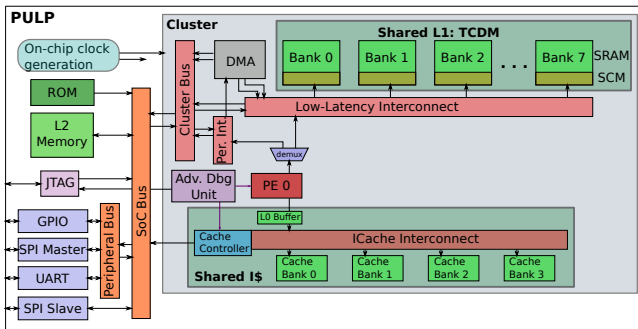 PULP
Cluster
Shared L1: TCDM
On-chip clock
generation
DMA
Bank 0
Bank 1
Bank 2
. . .
Bank 7
SRAM
SCM
ROM
Cluster Bus
Low-Latency Interconnect
L2
Memory
Per. Int.
demux
JTAG
SoC Bus
Adv. Dbg
Unit
PE 0
GPIO
Peripheral Bus
L0 Buffer
SPI Master
Cache
Controller
ICache Interconnect
UART
Shared I$
Cache
Bank 0
Cache
Bank 1
Cache
Bank 2
Cache
Bank 3
SPI Slave